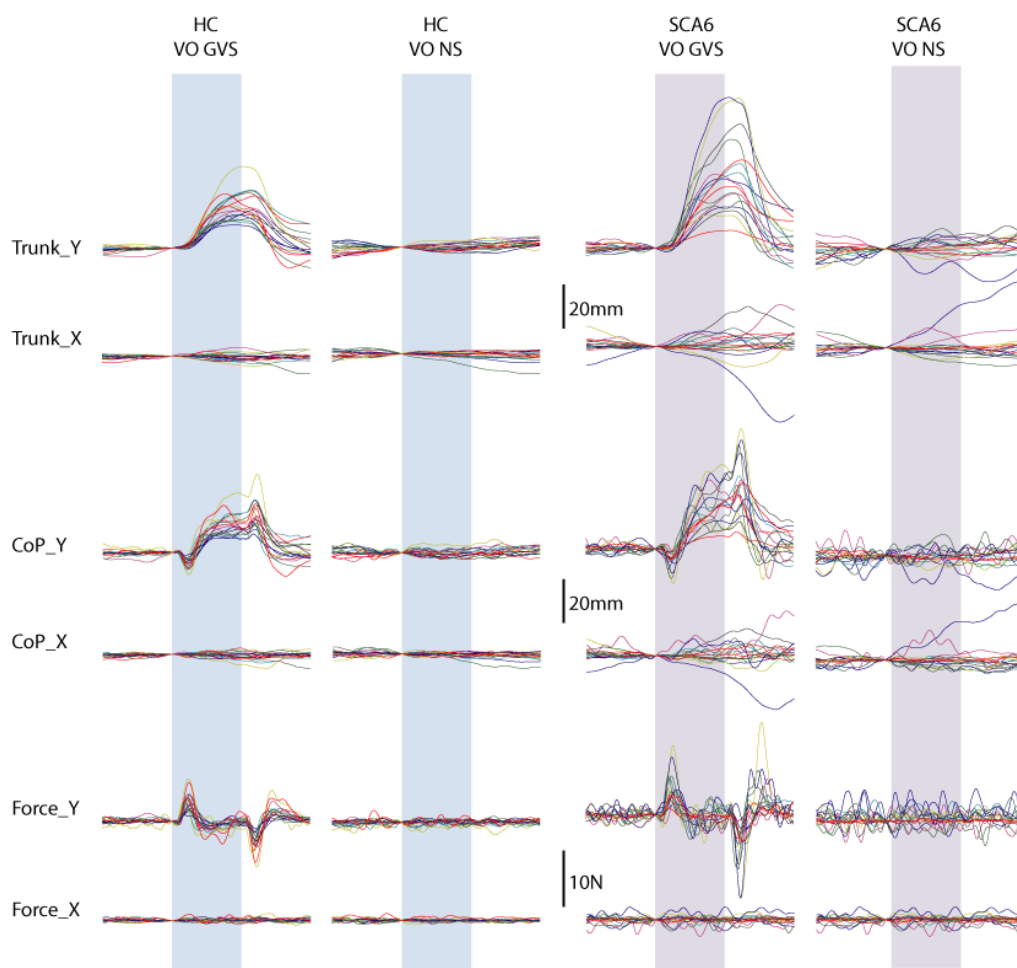 HC
VO GVS
HC
VO NS
SCA6
VO GVS
SCA6
VO NS
Trunk_Y
20mm
Trunk_X
CoP_Y
20mm
CoP_X
Force_Y
10N
Force_X